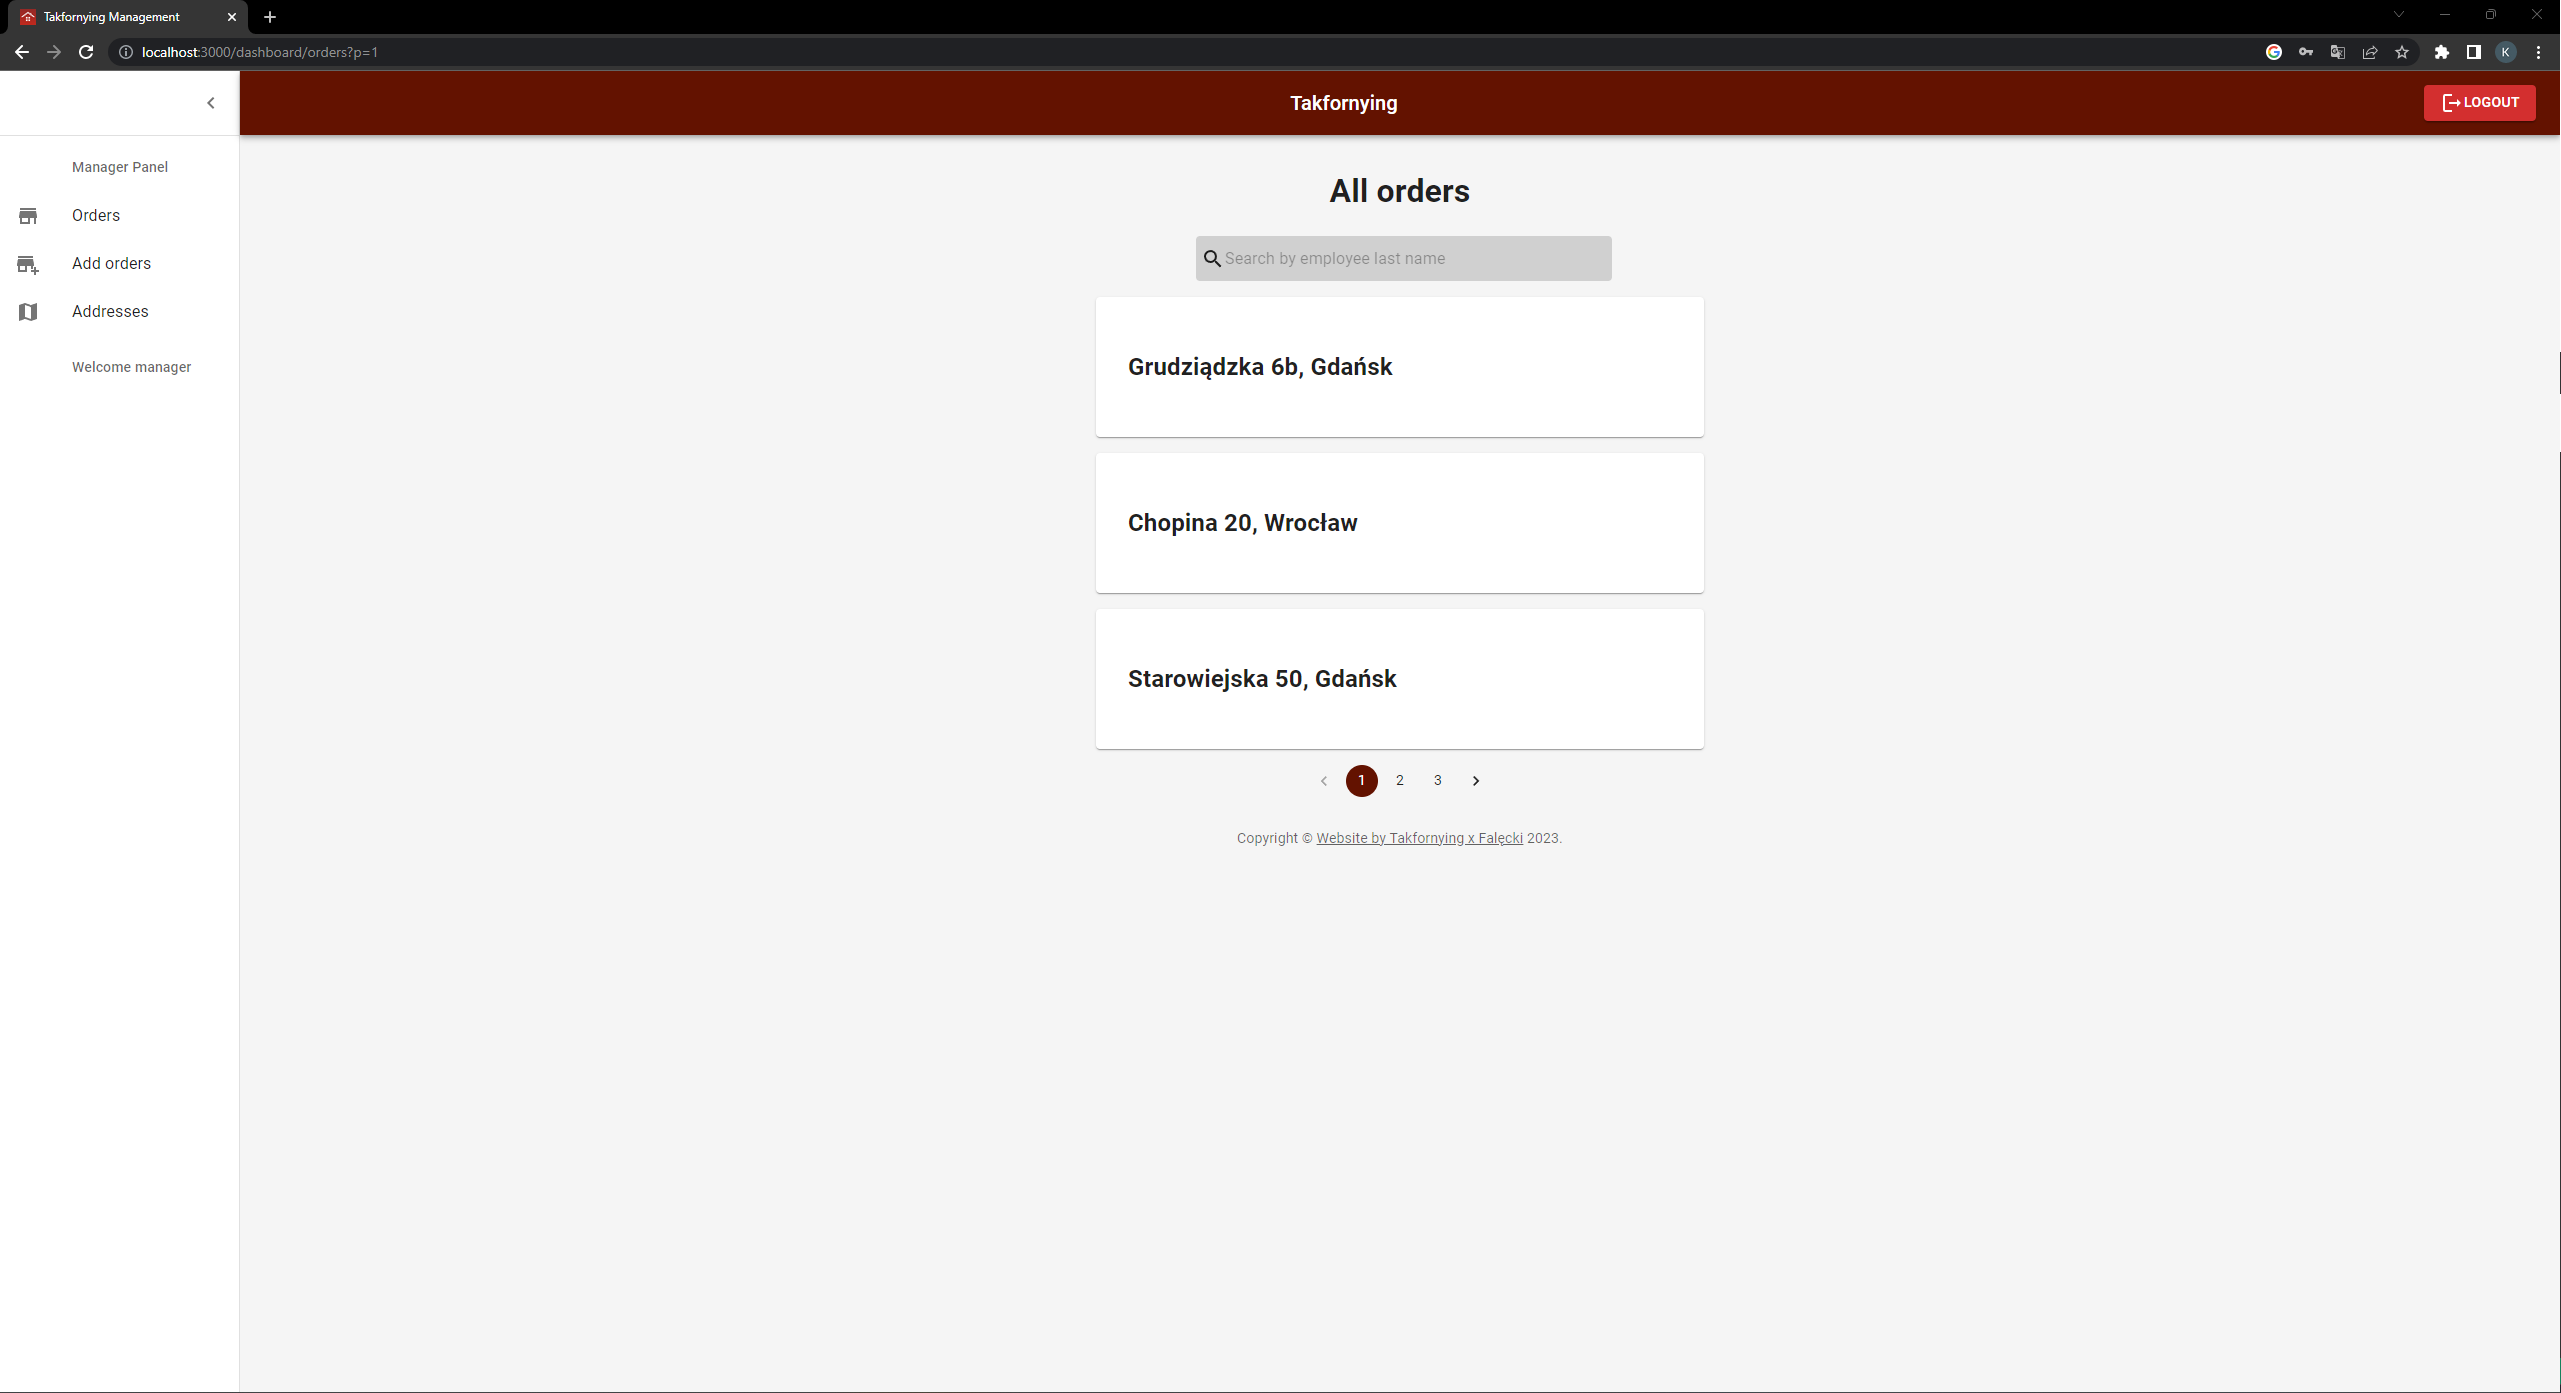 Takfornying Management
localhost:3000/dashboard/orders?p=1
K
Takfornying
LOGOUT
Manager Panel
Orders
Add orders
Addresses
Welcome manager
All orders
Search by employee last name
Grudziądzka 6b, Gdańsk
Chopina 20, Wrocław
Starowiejska 50, Gdańsk
1 2 3
Copyright © Website by Takfornying x Falęcki 2023.